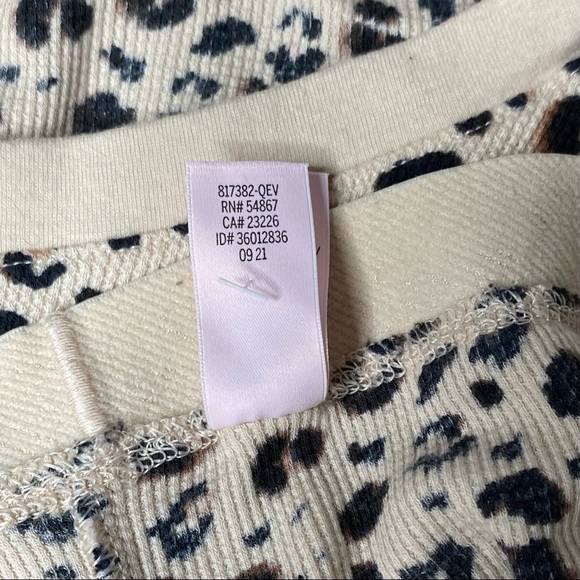 817382-QEV
RN# 54867
CA# 23226
ID# 36012836
09 21